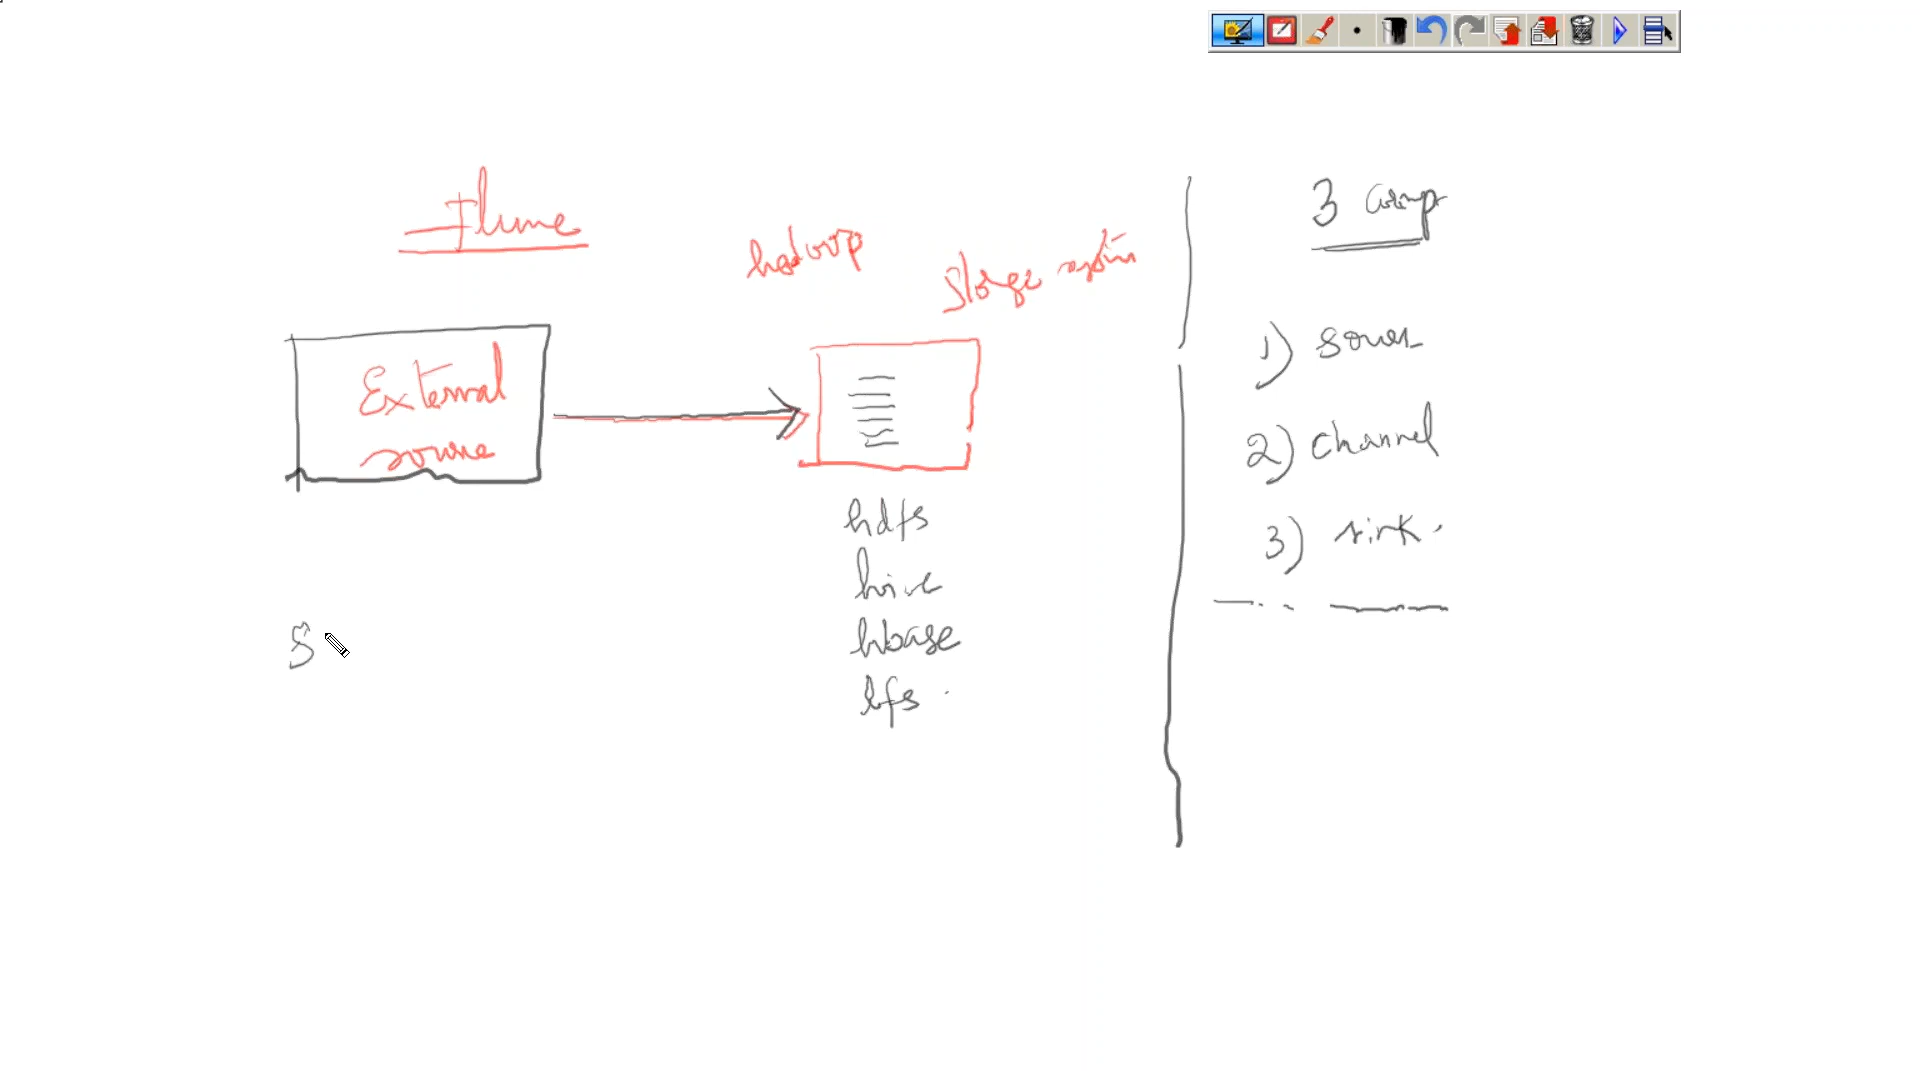 Flume
hadoop
Storage system
External
source
hdfs
hive
hbase
lfs
S
3 comp
1) source
2) channel
3) sink.